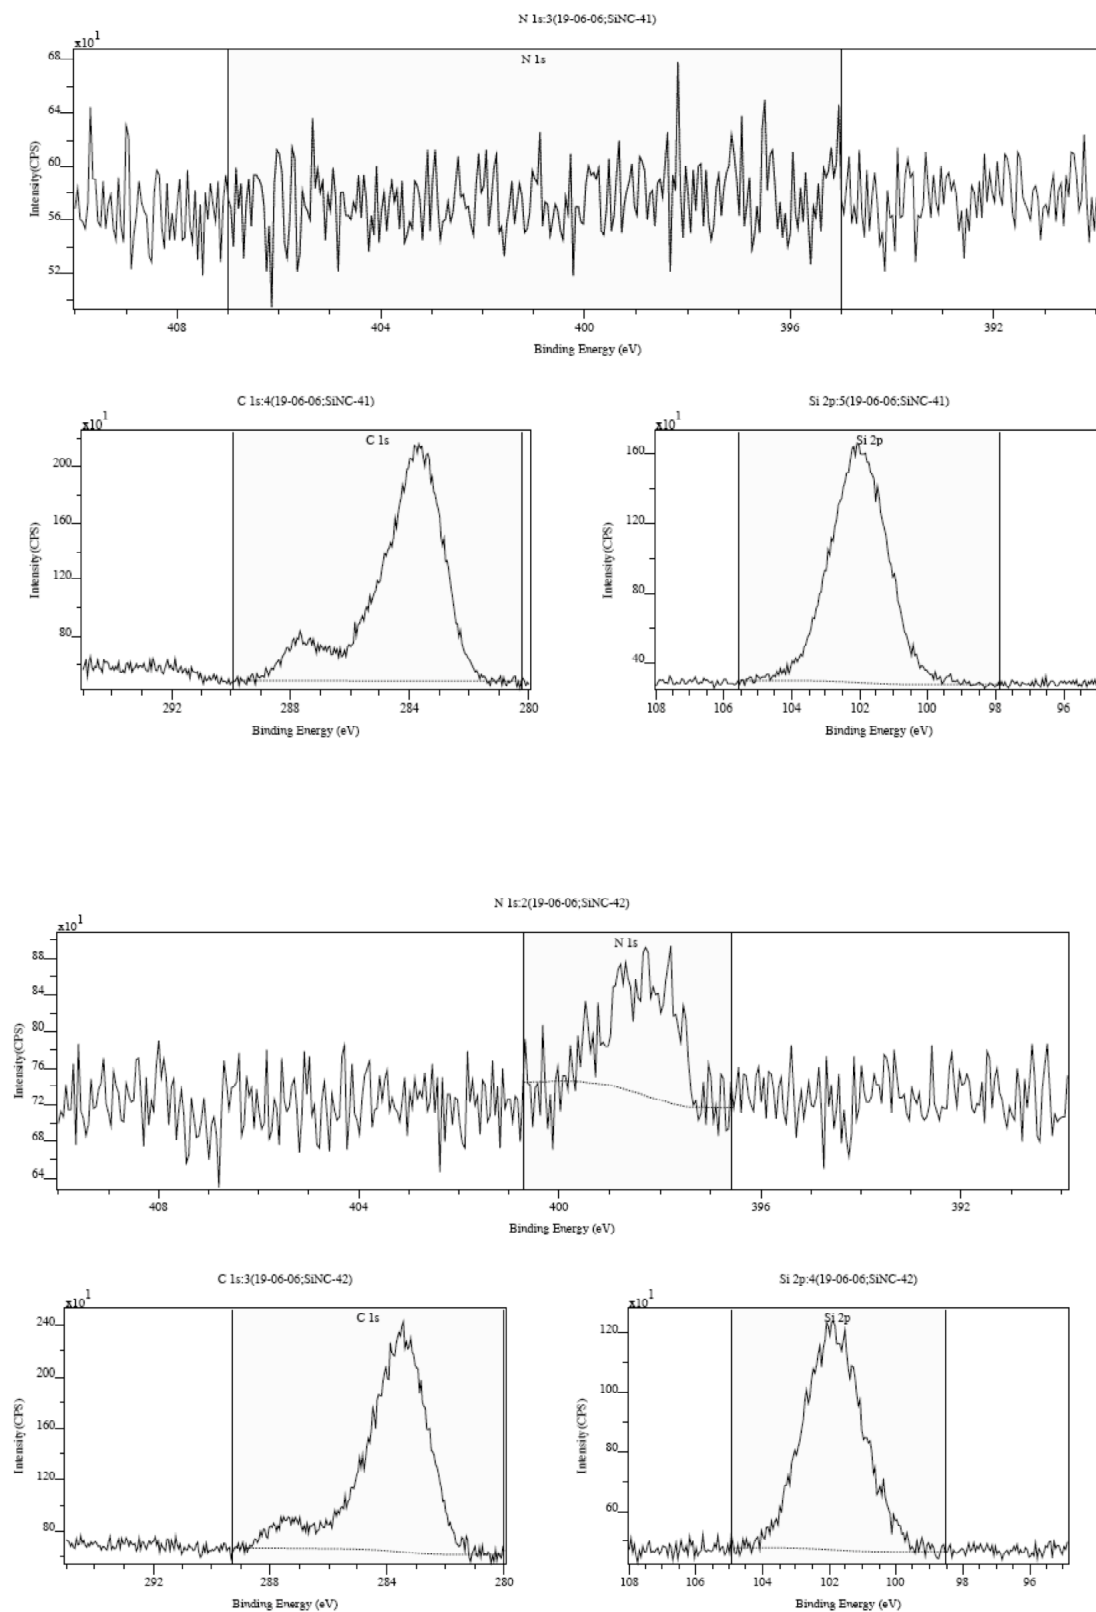 N 1s:3(19-06-06;SiNC-41)
x10^1
N 1s
68
64
60
56
52
Intensity(CPS)
408 404 400 396 392
Binding Energy (eV)
C 1s:4(19-06-06;SiNC-41)
x10^1
C 1s
200
160
120
80
Intensity(CPS)
292 288 284 280
Binding Energy (eV)
Si 2p:5(19-06-06;SiNC-41)
x10^1
Si 2p
160
120
80
40
Intensity(CPS)
108 106 104 102 100 98 96
Binding Energy (eV)
N 1s:2(19-06-06;SiNC-42)
x10^1
N 1s
88
84
80
76
72
68
64
Intensity(CPS)
408 404 400 396 392
Binding Energy (eV)
C 1s:3(19-06-06;SiNC-42)
x10^1
C 1s
240
200
160
120
80
Intensity(CPS)
292 288 284 280
Binding Energy (eV)
Si 2p:4(19-06-06;SiNC-42)
x10^1
Si 2p
120
100
80
60
Intensity(CPS)
108 106 104 102 100 98 96
Binding Energy (eV)